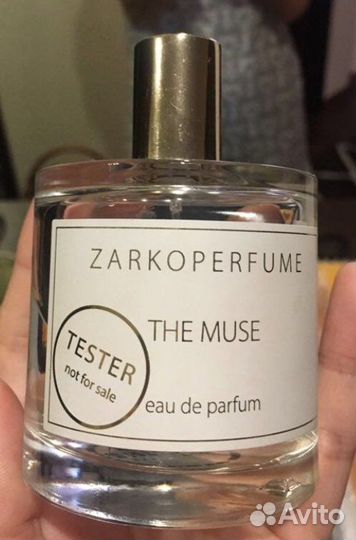 ZARKOPERFUME
THE MUSE
TESTER
not for sale
eau de parfum
Avito